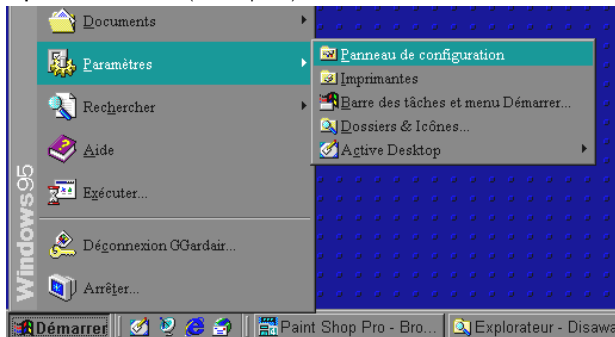 Documents
Paramètres
Rechercher
Aide
Exécuter...
Déconnexion GGardair...
Arrêter...
Windows95
Panneau de configuration
Imprimantes
Barre des tâches et menu Démarrer...
Dossiers & Icônes...
Active Desktop
Démarrer
Paint Shop Pro - Bro...
Explorateur - Disawa